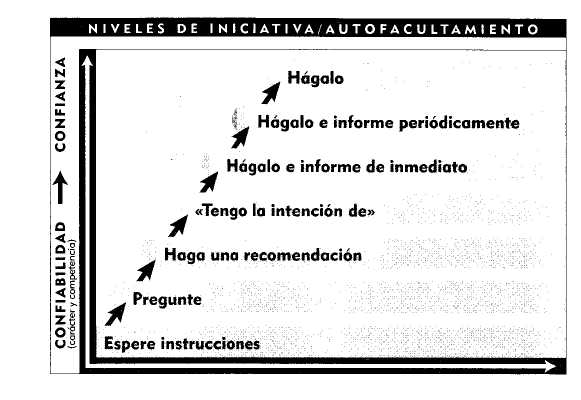 NIVELES DE INICIATIVA/AUTOFACULTAMIENTO
CONFIANZA
CONFIABILIDAD
(carácter y competencia)
Hágalo
Hágalo e informe periódicamente
Hágalo e informe de inmediato
«Tengo la intención de»
Haga una recomendación
Pregunte
Espere instrucciones